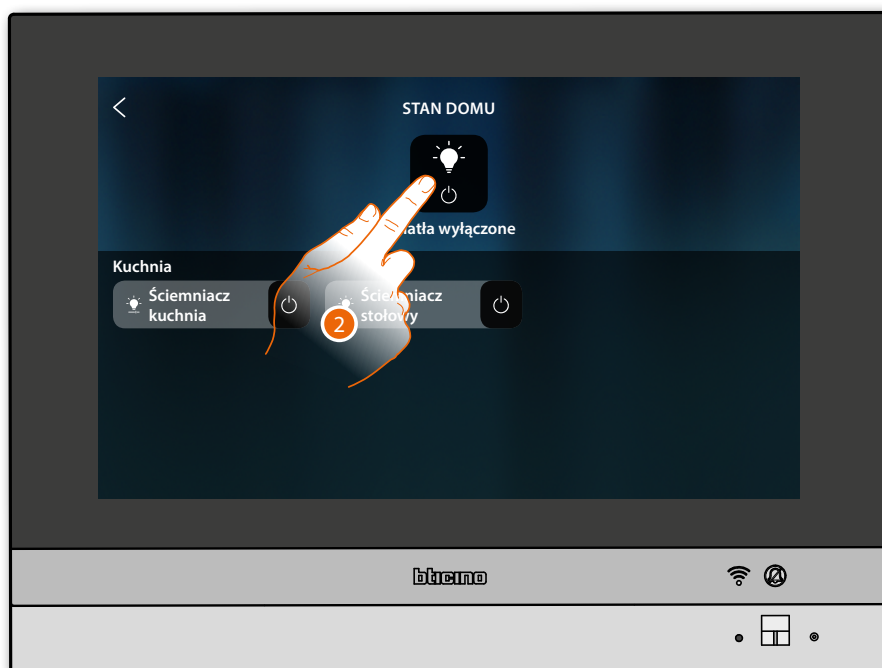 STAN DOMU
wyłączone
Kuchnia
Ściemniacz
kuchnia
Ściemniacz
stołowy
2
bticino